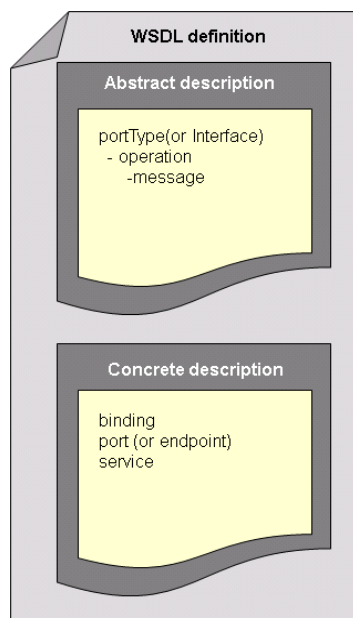 WSDL definition
Abstract description
portType(or Interface)
- operation
-message
Concrete description
binding
port (or endpoint)
service